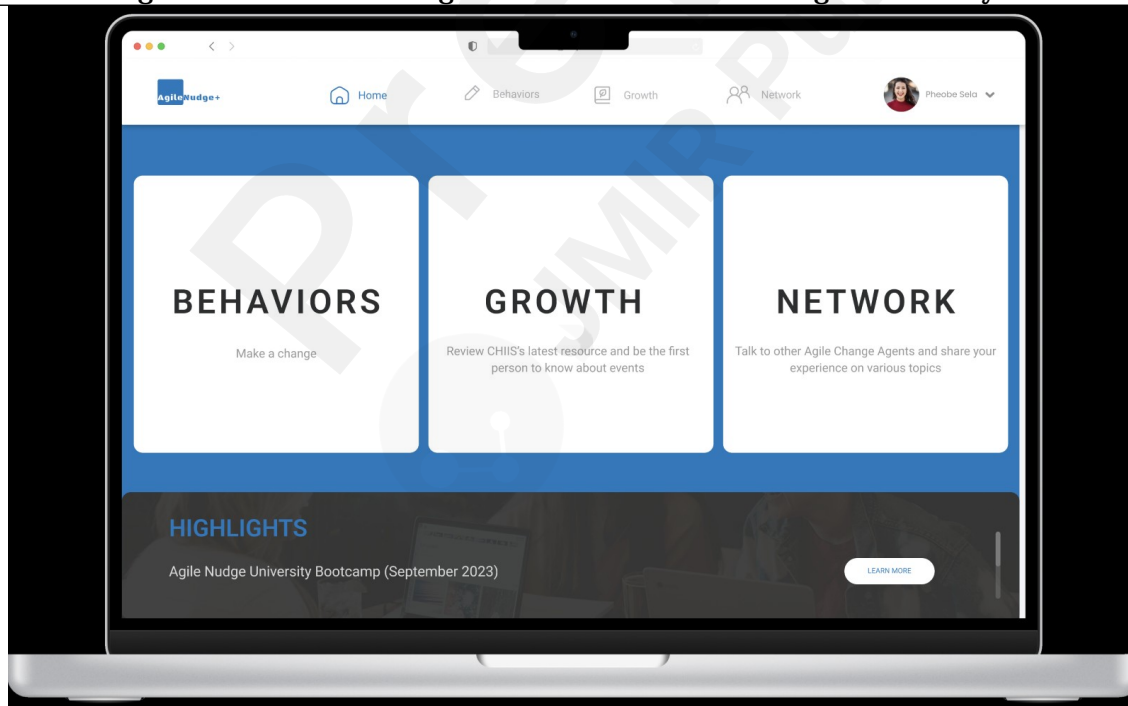 AgileNudge+
Home
Behaviors
Growth
Network
Pheobe Sela
BEHAVIORS
Make a change
GROWTH
Review CHIIS's latest resource and be the first
person to know about events
NETWORK
Talk to other Agile Change Agents and share your
experience on various topics
HIGHLIGHTS
Agile Nudge University Bootcamp (September 2023)
LEARN MORE